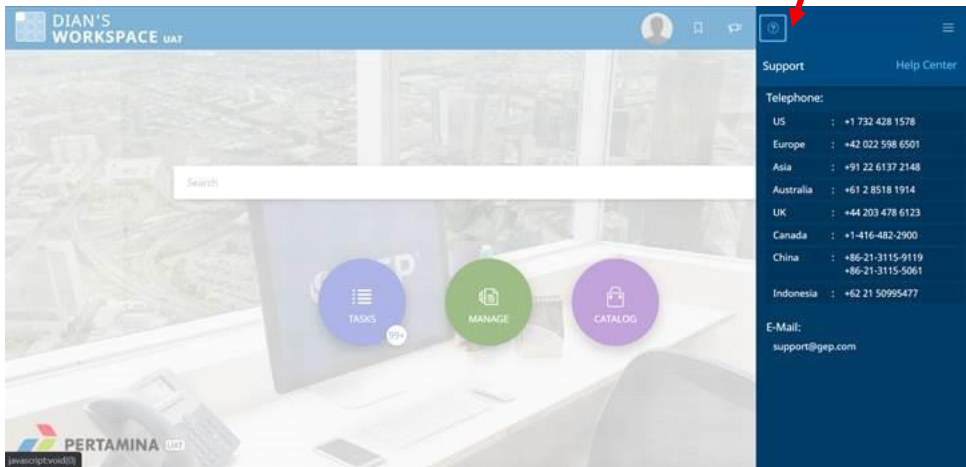 DIAN'S
WORKSPACE UAT
Support
Help Center
Telephone:
US : +1 732 428 1578
Europe : +42 022 598 6501
Asia : +91 22 6137 2148
Australia : +61 2 8518 1914
UK : +44 203 478 6123
Canada : +1-416-482-2900
China : +86-21-3115-9119
+86-21-3115-5061
Indonesia : +62 21 50995477
E-Mail:
support@gep.com
Search
TASKS
99+
MANAGE
CATALOG
PERTAMINA UAT
javascript:void(0)